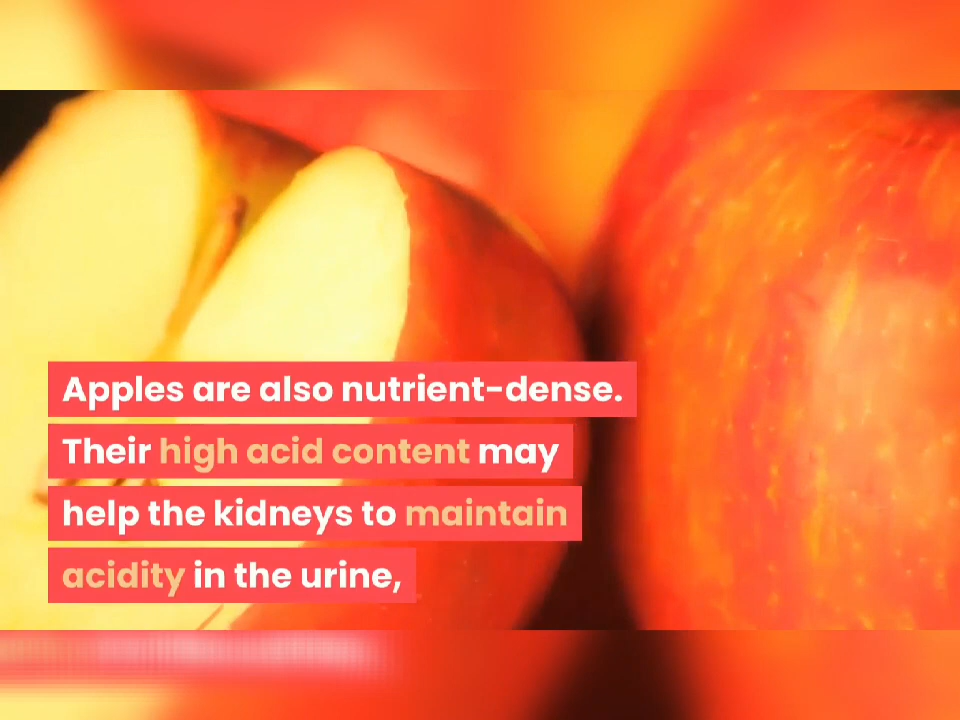 Apples are also nutrient-dense.
Their high acid content may
help the kidneys to maintain
acidity in the urine,